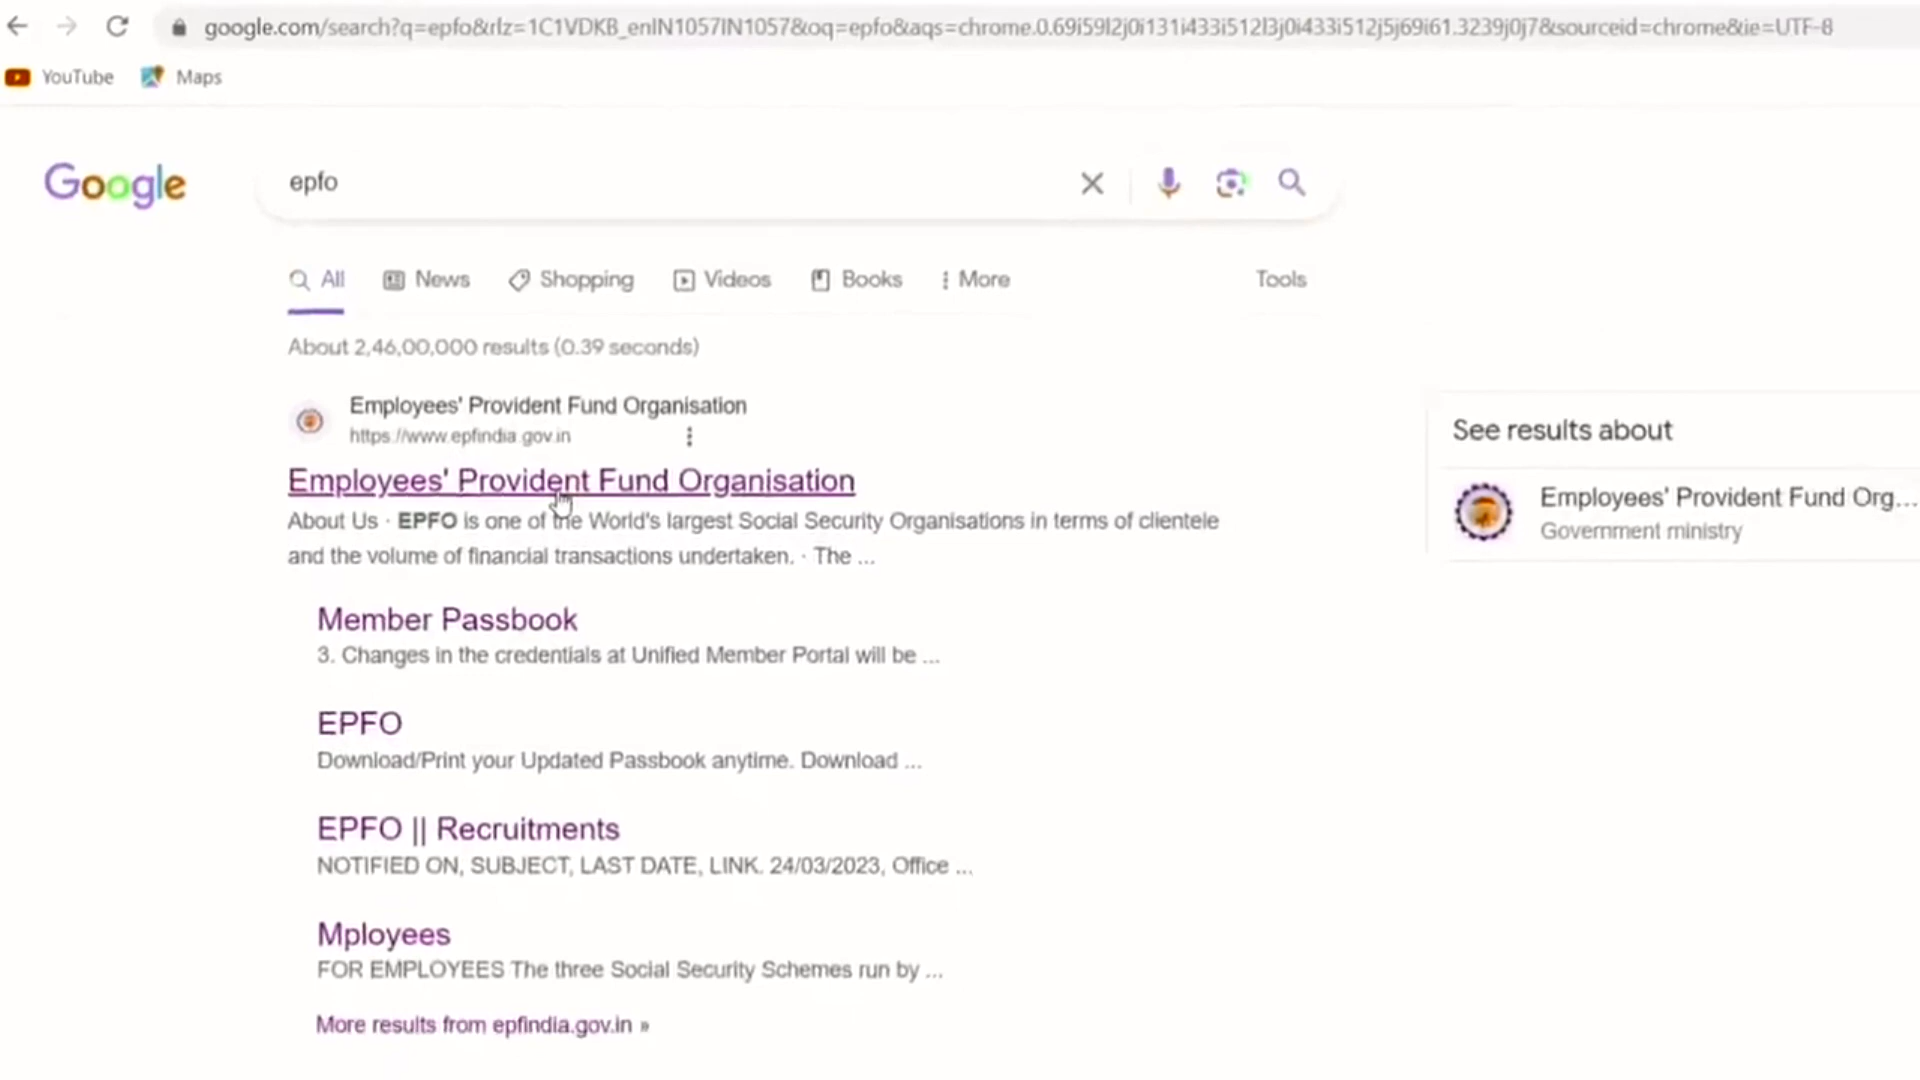 google.com/search?q=epfo&rlz=1C1VDKB_enIN1057IN1057&oq=epfo&aqs=chrome.0.69i59l2j0i131i433i512l3j0i433i512j5j69i61.3239j0j7&sourceid=chrome&ie=UTF-8
YouTube Maps
Google epfo
All News Shopping Videos Books More Tools
About 2,46,00,000 results (0.39 seconds)
Employees' Provident Fund Organisation
https://www.epfindia.gov.in
Employees' Provident Fund Organisation
About Us · EPFO is one of the World's largest Social Security Organisations in terms of clientele
and the volume of financial transactions undertaken. · The ...
Member Passbook
3. Changes in the credentials at Unified Member Portal will be ...
EPFO
Download/Print your Updated Passbook anytime. Download ...
EPFO || Recruitments
NOTIFIED ON, SUBJECT, LAST DATE, LINK. 24/03/2023, Office ...
Mployees
FOR EMPLOYEES The three Social Security Schemes run by ...
More results from epfindia.gov.in »
See results about
Employees' Provident Fund Org...
Government ministry